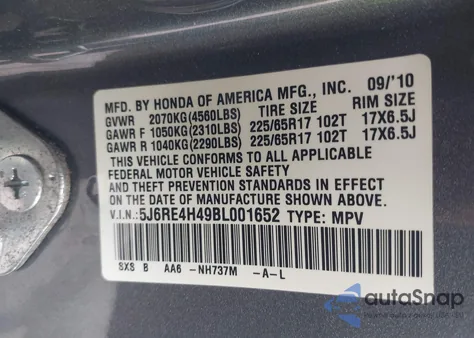 MFD. BY HONDA OF AMERICA MFG., INC. 09/'10
GVWR 2070KG(4560LBS) TIRE SIZE RIM SIZE
GAWR F 1050KG(2310LBS) 225/65R17 102T 17X6.5J
GAWR R 1040KG(2290LBS) 225/65R17 102T 17X6.5J
THIS VEHICLE CONFORMS TO ALL APPLICABLE
FEDERAL MOTOR VEHICLE SAFETY
AND THEFT PREVENTION STANDARDS IN EFFECT
ON THE DATE OF MANUFACTURE SHOWN ABOVE.
V.I.N.: 5J6RE4H49BL001652 TYPE: MPV
SXS B AA6 -NH737M -A-L
autoSnap